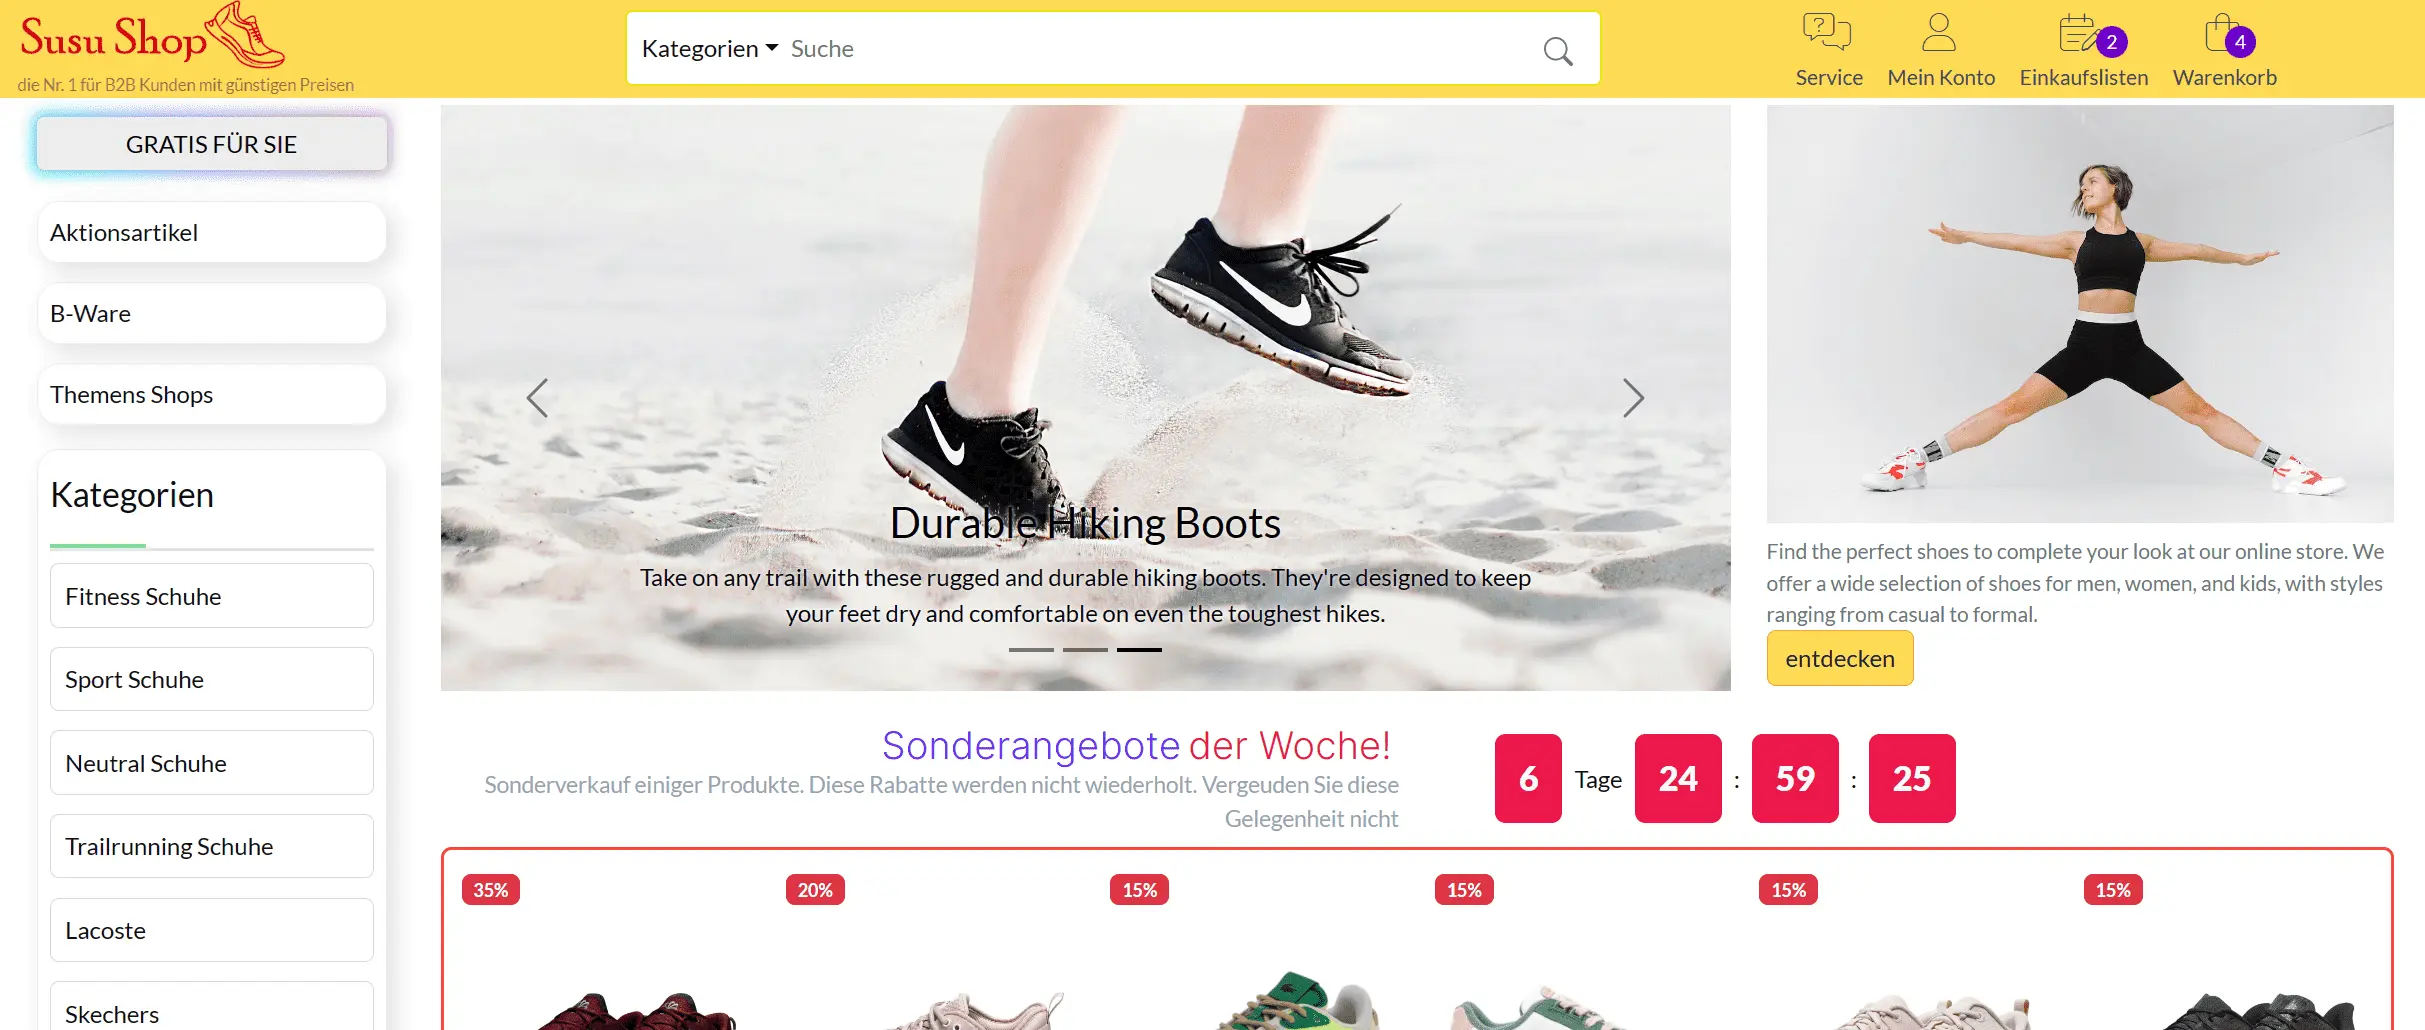 Susu Shop
die Nr. 1 für B2B Kunden mit günstigen Preisen
Kategorien
Suche
Service
Mein Konto
2
Einkaufslisten
4
Warenkorb
GRATIS FÜR SIE
Aktionsartikel
B-Ware
Themens Shops
Kategorien
Fitness Schuhe
Sport Schuhe
Neutral Schuhe
Trailrunning Schuhe
Lacoste
Skechers
Durable Hiking Boots
Take on any trail with these rugged and durable hiking boots. They're designed to keep
your feet dry and comfortable on even the toughest hikes.
Find the perfect shoes to complete your look at our online store. We
offer a wide selection of shoes for men, women, and kids, with styles
ranging from casual to formal.
entdecken
Sonderangebote der Woche!
Sonderverkauf einiger Produkte. Diese Rabatte werden nicht wiederholt. Vergeuden Sie diese
Gelegenheit nicht
6 Tage 24 : 59 : 25
35%
20%
15%
15%
15%
15%